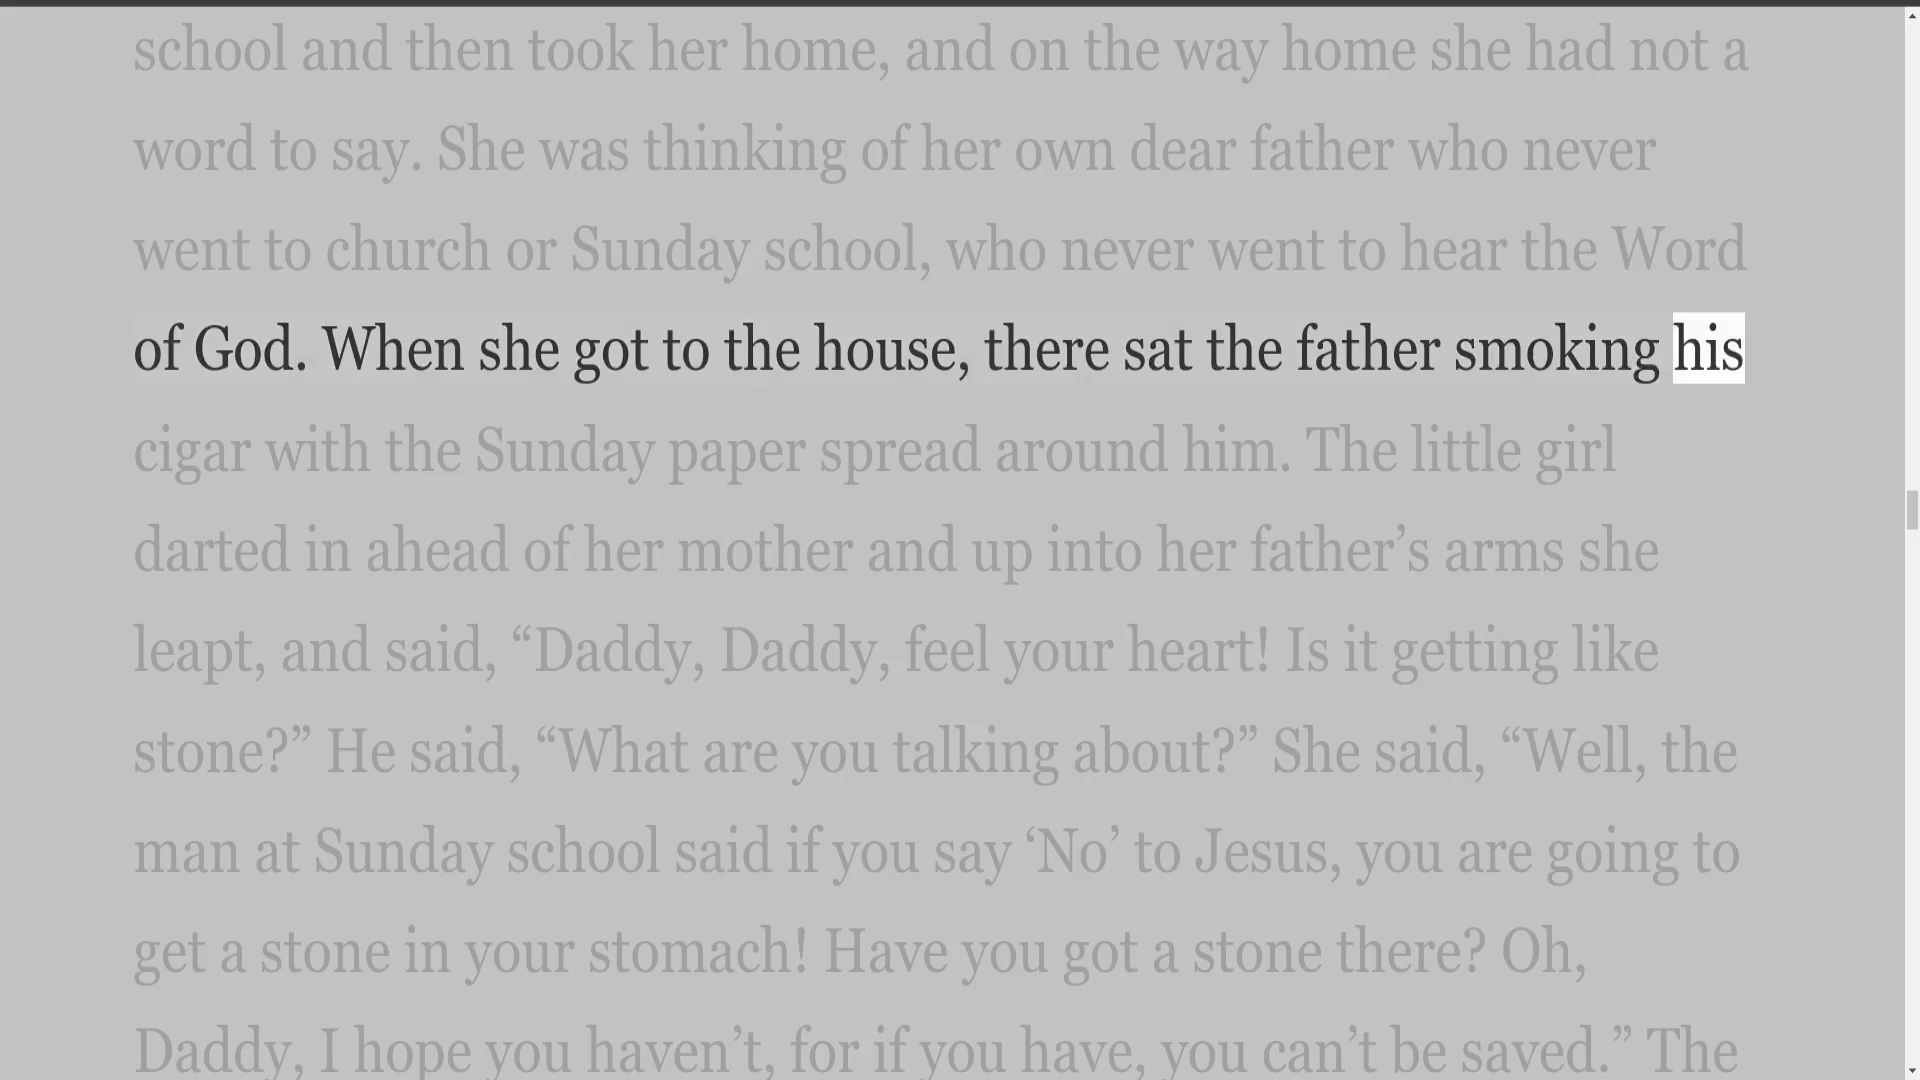 school and then took her home, and on the way home she had not a
word to say. She was thinking of her own dear father who never
went to church or Sunday school, who never went to hear the Word
of God. When she got to the house, there sat the father smoking his
cigar with the Sunday paper spread around him. The little girl
darted in ahead of her mother and up into her father’s arms she
leapt, and said, “Daddy, Daddy, feel your heart! Is it getting like
stone?” He said, “What are you talking about?” She said, “Well, the
man at Sunday school said if you say ‘No’ to Jesus, you are going to
get a stone in your stomach! Have you got a stone there? Oh,
Daddy, I hope you haven’t, for if you have, you can’t be saved.” The